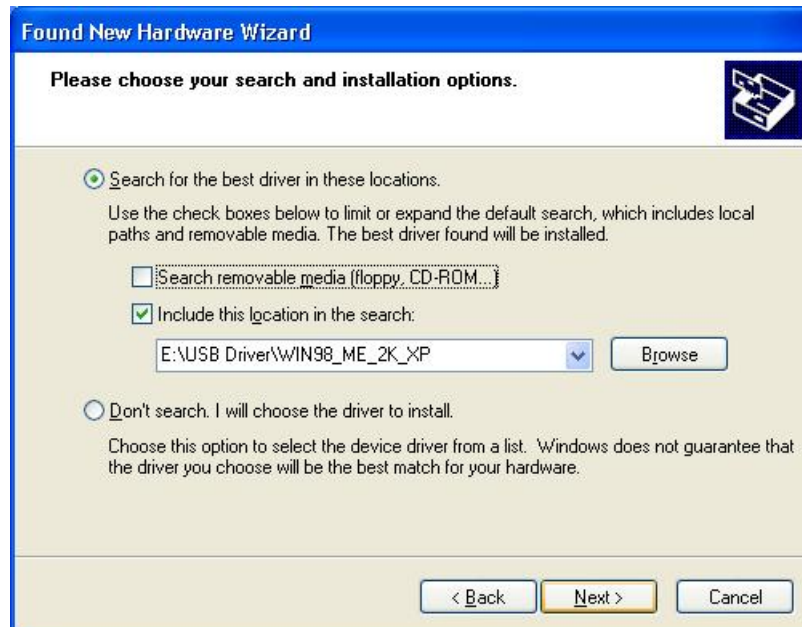 Found New Hardware Wizard
Please choose your search and installation options.
Search for the best driver in these locations.
Use the check boxes below to limit or expand the default search, which includes local
paths and removable media. The best driver found will be installed.
Search removable media (floppy, CD-ROM...)
Include this location in the search:
E:\USB Driver\WIN98_ME_2K_XP
Browse
Don't search. I will choose the driver to install.
Choose this option to select the device driver from a list.  Windows does not guarantee that
the driver you choose will be the best match for your hardware.
< Back
Next >
Cancel